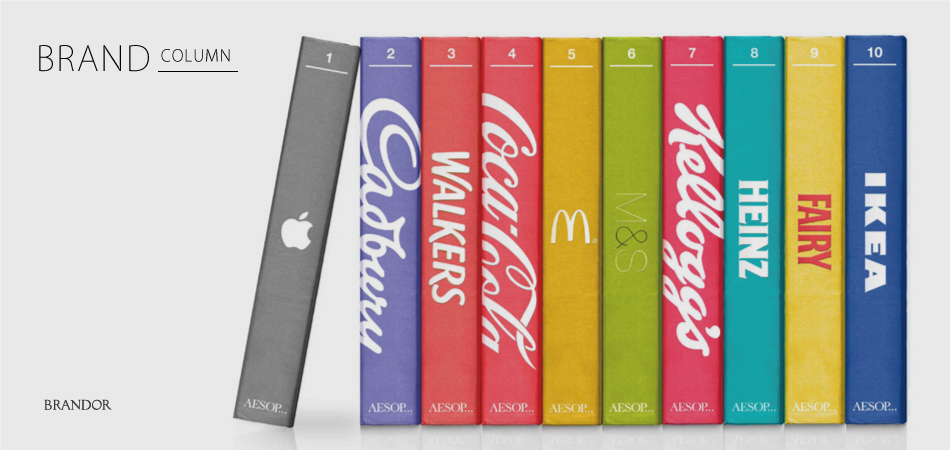 BRAND COLUMN
1
2
3
4
5
6
7
8
9
10
Cadbury
WALKERS
Coca-Cola
M
M&S
Kellogg's
HEINZ
FAIRY
IKEA
AESOP...
AESOP...
AESOP...
AESOP...
AESOP...
AESOP...
AESOP...
AESOP...
AESOP...
AESOP...
BRANDOR